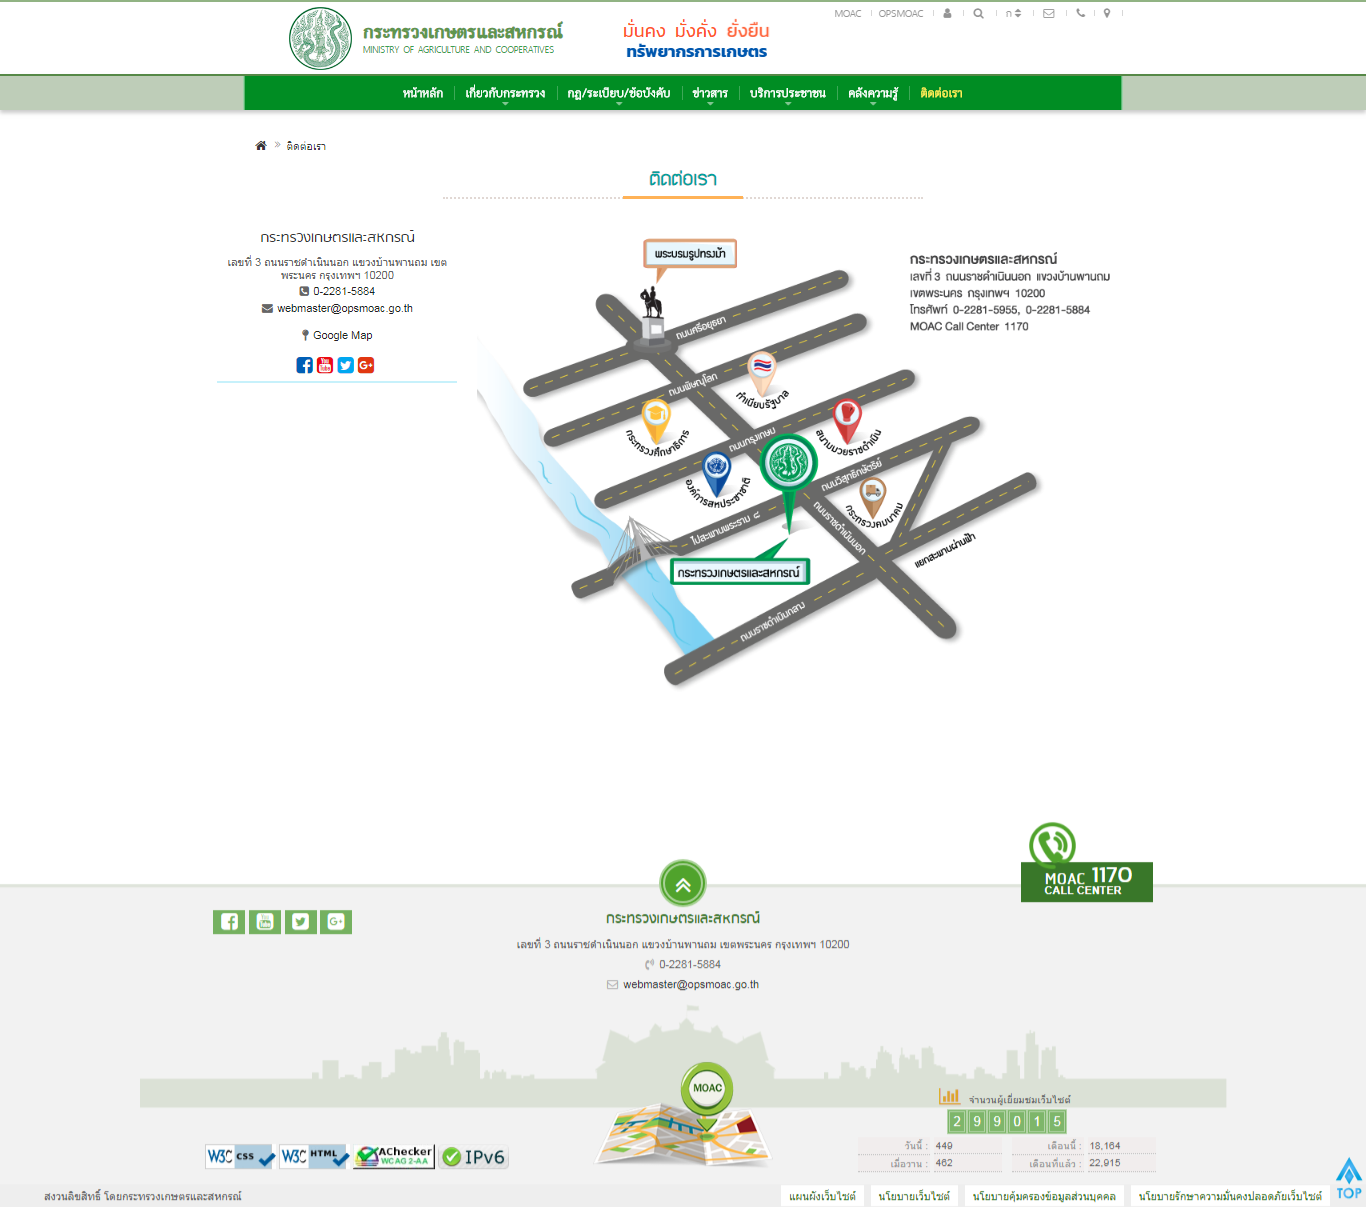 กระทรวงเกษตรและสหกรณ์
MINISTRY OF AGRICULTURE AND COOPERATIVES
มั่นคง มั่งคั่ง ยั่งยืน
ทรัพยากรการเกษตร
MOAC OPSMOAC ก
หน้าหลัก เกี่ยวกับกระทรวง กฎ/ระเบียบ/ข้อบังคับ ข่าวสาร บริการประชาชน คลังความรู้ ติดต่อเรา
» ติดต่อเรา
ติดต่อเรา
กระทรวงเกษตรและสหกรณ์
เลขที่ 3 ถนนราชดำเนินนอก แขวงบ้านพานถม เขต
พระนคร กรุงเทพฯ 10200
0-2281-5884
webmaster@opsmoac.go.th
Google Map
พระบรมรูปทรงม้า
ถนนศรีอยุธยา
ถนนพิษณุโลก
ทำเนียบรัฐบาล
กระทรวงศึกษาธิการ
ถนนกรุงเกษม
สนามมวยราชดำเนิน
องค์การสหประชาชาติ
ถนนวิสุทธิกษัตริย์
กระทรวงคมนาคม
ไปสะพานพระราม ๘
ถนนราชดำเนินนอก
แยกสะพานผ่านฟ้า
กระทรวงเกษตรและสหกรณ์
ถนนราชดำเนินกลาง
กระทรวงเกษตรและสหกรณ์
เลขที่ 3 ถนนราชดำเนินนอก แขวงบ้านพานถม
เขตพระนคร กรุงเทพฯ 10200
โทรศัพท์ 0-2281-5955, 0-2281-5884
MOAC Call Center 1170
MOAC 1170
CALL CENTER
กระทรวงเกษตรและสหกรณ์
เลขที่ 3 ถนนราชดำเนินนอก แขวงบ้านพานถม เขตพระนคร กรุงเทพฯ 10200
0-2281-5884
webmaster@opsmoac.go.th
MOAC
จำนวนผู้เยี่ยมชมเว็บไซต์
299015
วันนี้ : 449 เดือนนี้ : 18,164
เมื่อวาน : 462 เดือนที่แล้ว : 22,915
W3C CSS W3C HTML AChecker WCAG 2-AA IPv6
TOP
สงวนลิขสิทธิ์ โดยกระทรวงเกษตรและสหกรณ์
แผนผังเว็บไซต์ นโยบายเว็บไซต์ นโยบายคุ้มครองข้อมูลส่วนบุคคล นโยบายรักษาความมั่นคงปลอดภัยเว็บไซต์